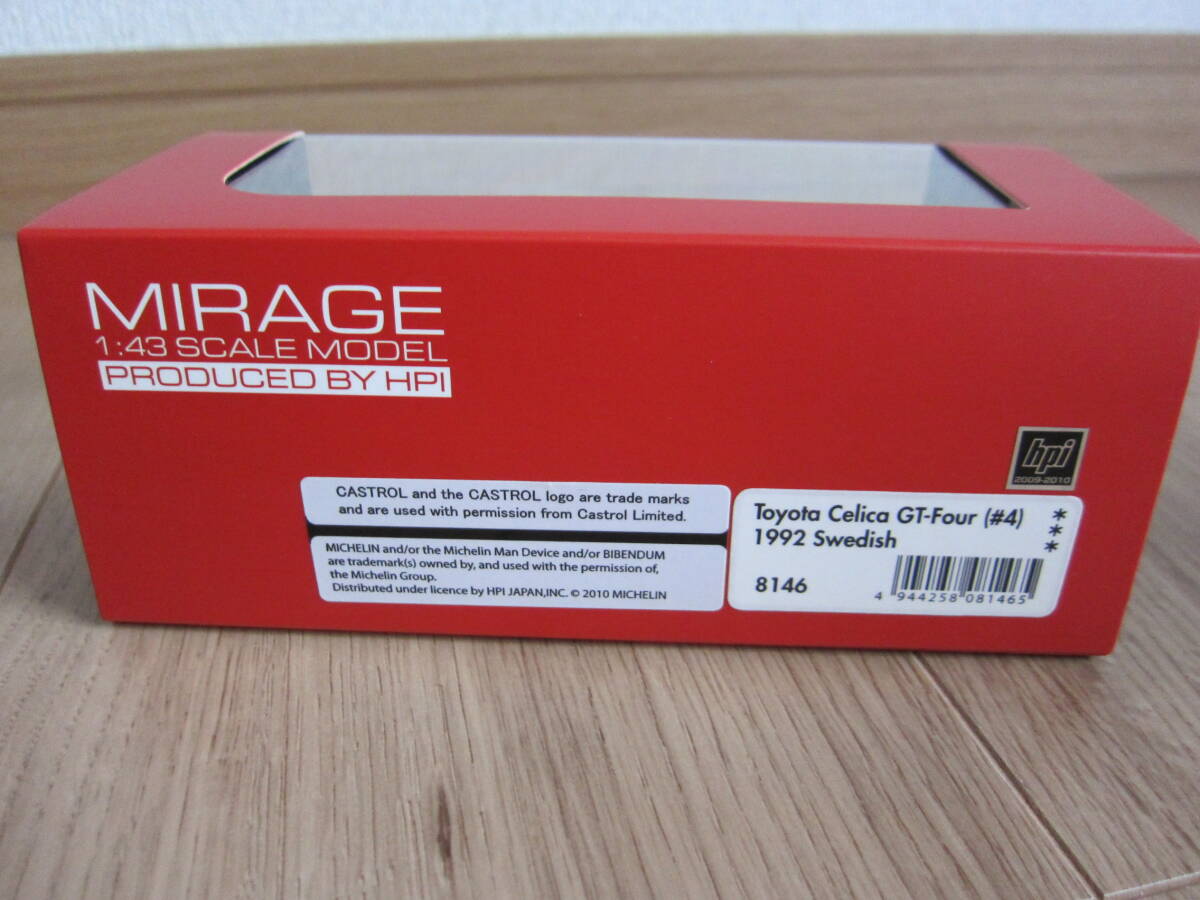 MIRAGE
1:43 SCALE MODEL
PRODUCED BY HPI
hpi
2009-2010
CASTROL and the CASTROL logo are trade marks
and are used with permission from Castrol Limited.
MICHELIN and/or the Michelin Man Device and/or BIBENDUM
are trademark(s) owned by, and used with the permission of,
the Michelin Group.
Distributed under licence by HPI JAPAN,INC. © 2010 MICHELIN
Toyota Celica GT-Four (#4)
1992 Swedish
***
8146
4 944258 081465